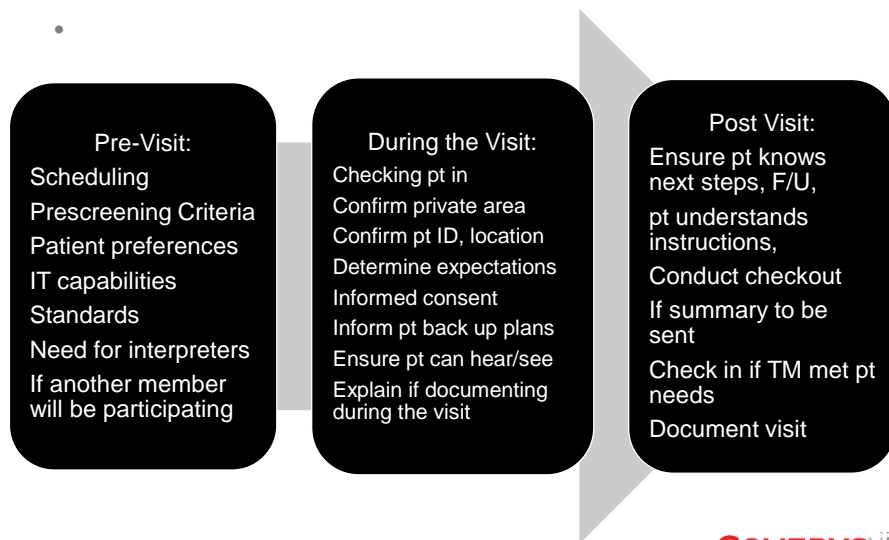 Pre-Visit:
Scheduling
Prescreening Criteria
Patient preferences
IT capabilities
Standards
Need for interpreters
If another member
will be participating
During the Visit:
Checking pt in
Confirm private area
Confirm pt ID, location
Determine expectations
Informed consent
Inform pt back up plans
Ensure pt can hear/see
Explain if documenting
during the visit
Post Visit:
Ensure pt knows
next steps, F/U,
pt understands
instructions,
Conduct checkout
If summary to be
sent
Check in if TM met pt
needs
Document visit